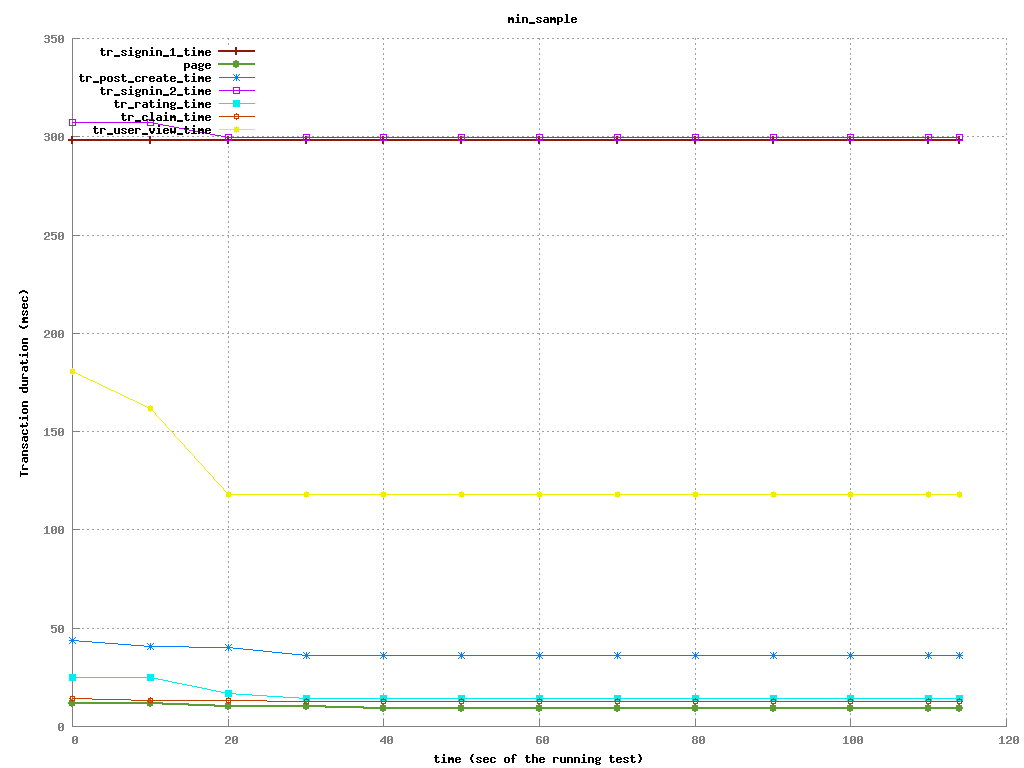 min_sample
350
tr_signin_1_time
page
tr_post_create_time
tr_signin_2_time
tr_rating_time
tr_claim_time
tr_user_view_time
300
250
200
150
100
50
0
Transaction duration (msec)
0 20 40 60 80 100 120
time (sec of the running test)